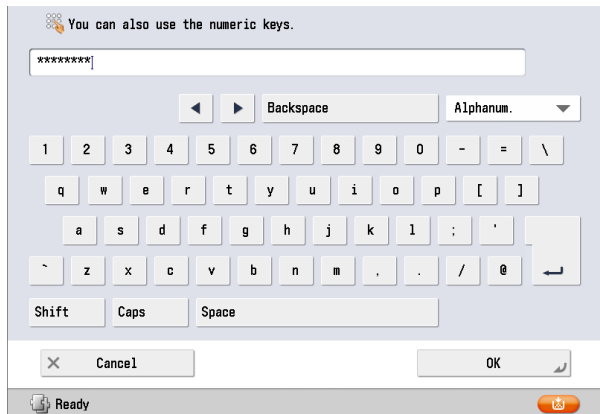 You can also use the numeric keys.
********
Backspace Alphanum.
1 2 3 4 5 6 7 8 9 0 - = \
q w e r t y u i o p [ ]
a s d f g h j k l ; '
~ z x c v b n m , . / @
Shift Caps Space
Cancel OK
Ready